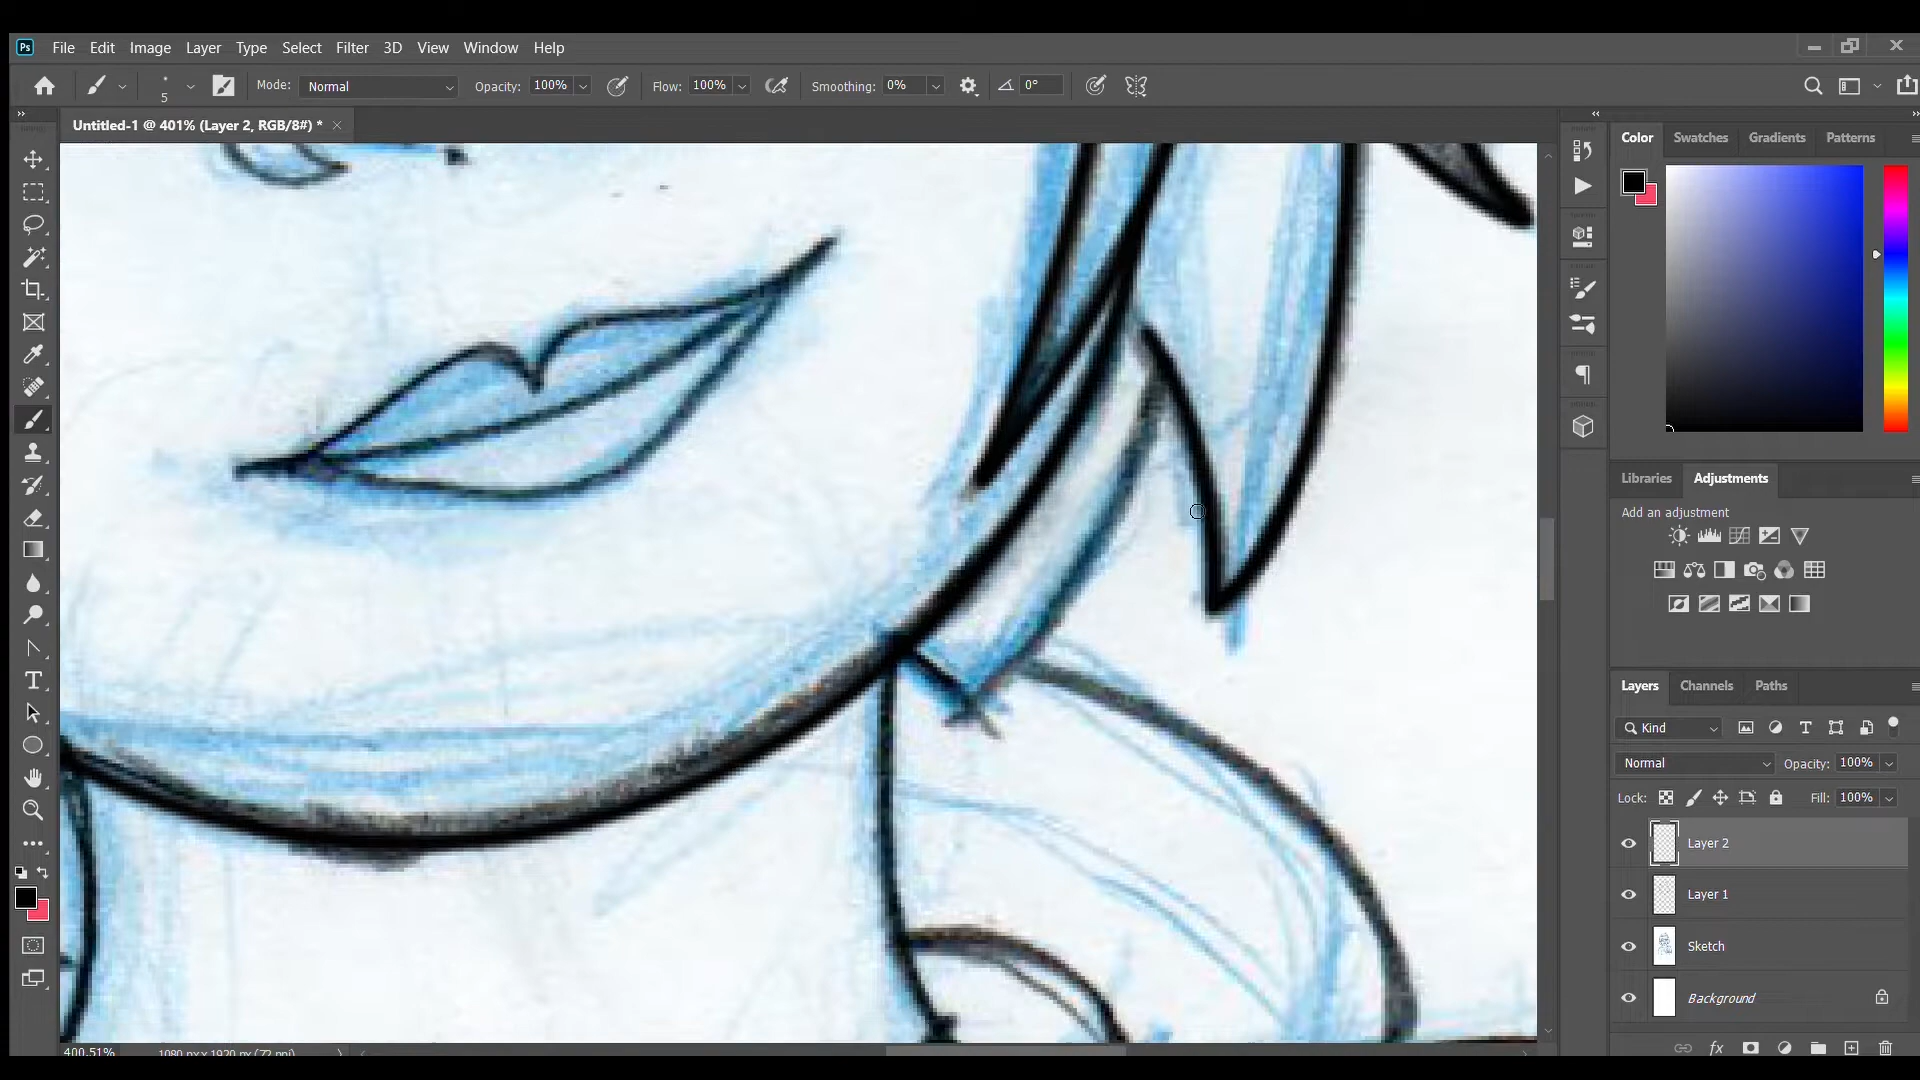 Ps File Edit Image Layer Type Select Filter 3D View Window Help
5 Mode: Normal Opacity: 100% Flow: 100% Smoothing: 0% 0°
Untitled-1 @ 401% (Layer 2, RGB/8#) *
Color Swatches Gradients Patterns
Libraries Adjustments
Add an adjustment
Layers Channels Paths
Kind
Normal Opacity: 100%
Lock: Fill: 100%
Layer 2
Layer 1
Sketch
Background
fx
400.51% 1080 px x 1920 px (72 ppi)